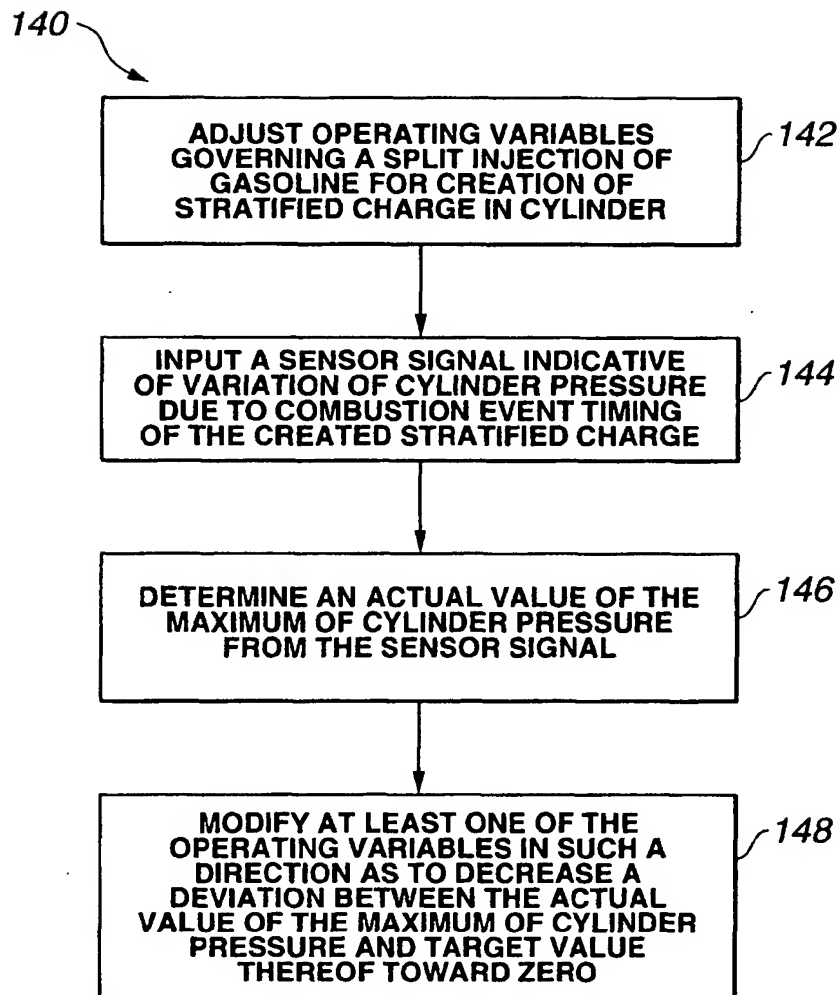 140
ADJUST OPERATING VARIABLES
GOVERNING A SPLIT INJECTION OF
GASOLINE FOR CREATION OF
STRATIFIED CHARGE IN CYLINDER
142
INPUT A SENSOR SIGNAL INDICATIVE
OF VARIATION OF CYLINDER PRESSURE
DUE TO COMBUSTION EVENT TIMING
OF THE CREATED STRATIFIED CHARGE
144
DETERMINE AN ACTUAL VALUE OF THE
MAXIMUM OF CYLINDER PRESSURE
FROM THE SENSOR SIGNAL
146
MODIFY AT LEAST ONE OF THE
OPERATING VARIABLES IN SUCH A
DIRECTION AS TO DECREASE A
DEVIATION BETWEEN THE ACTUAL
VALUE OF THE MAXIMUM OF CYLINDER
PRESSURE AND TARGET VALUE
THEREOF TOWARD ZERO
148